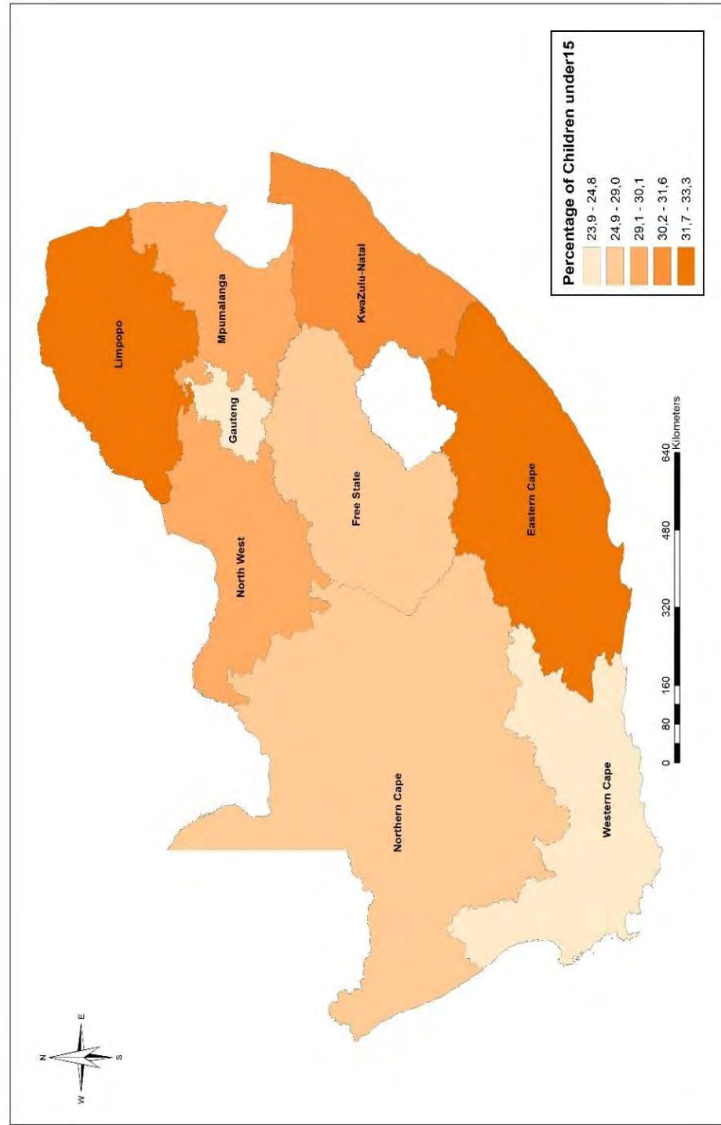 N
W
E
S
Limpopo
Mpumalanga
Gauteng
North West
KwaZulu-Natal
Free State
Northern Cape
Eastern Cape
Western Cape
0 80 160 320 480 640
Kilometers
Percentage of Children under15
23,9 - 24,8
24,9 - 29,0
29,1 - 30,1
30,2 - 31,6
31,7 - 33,3